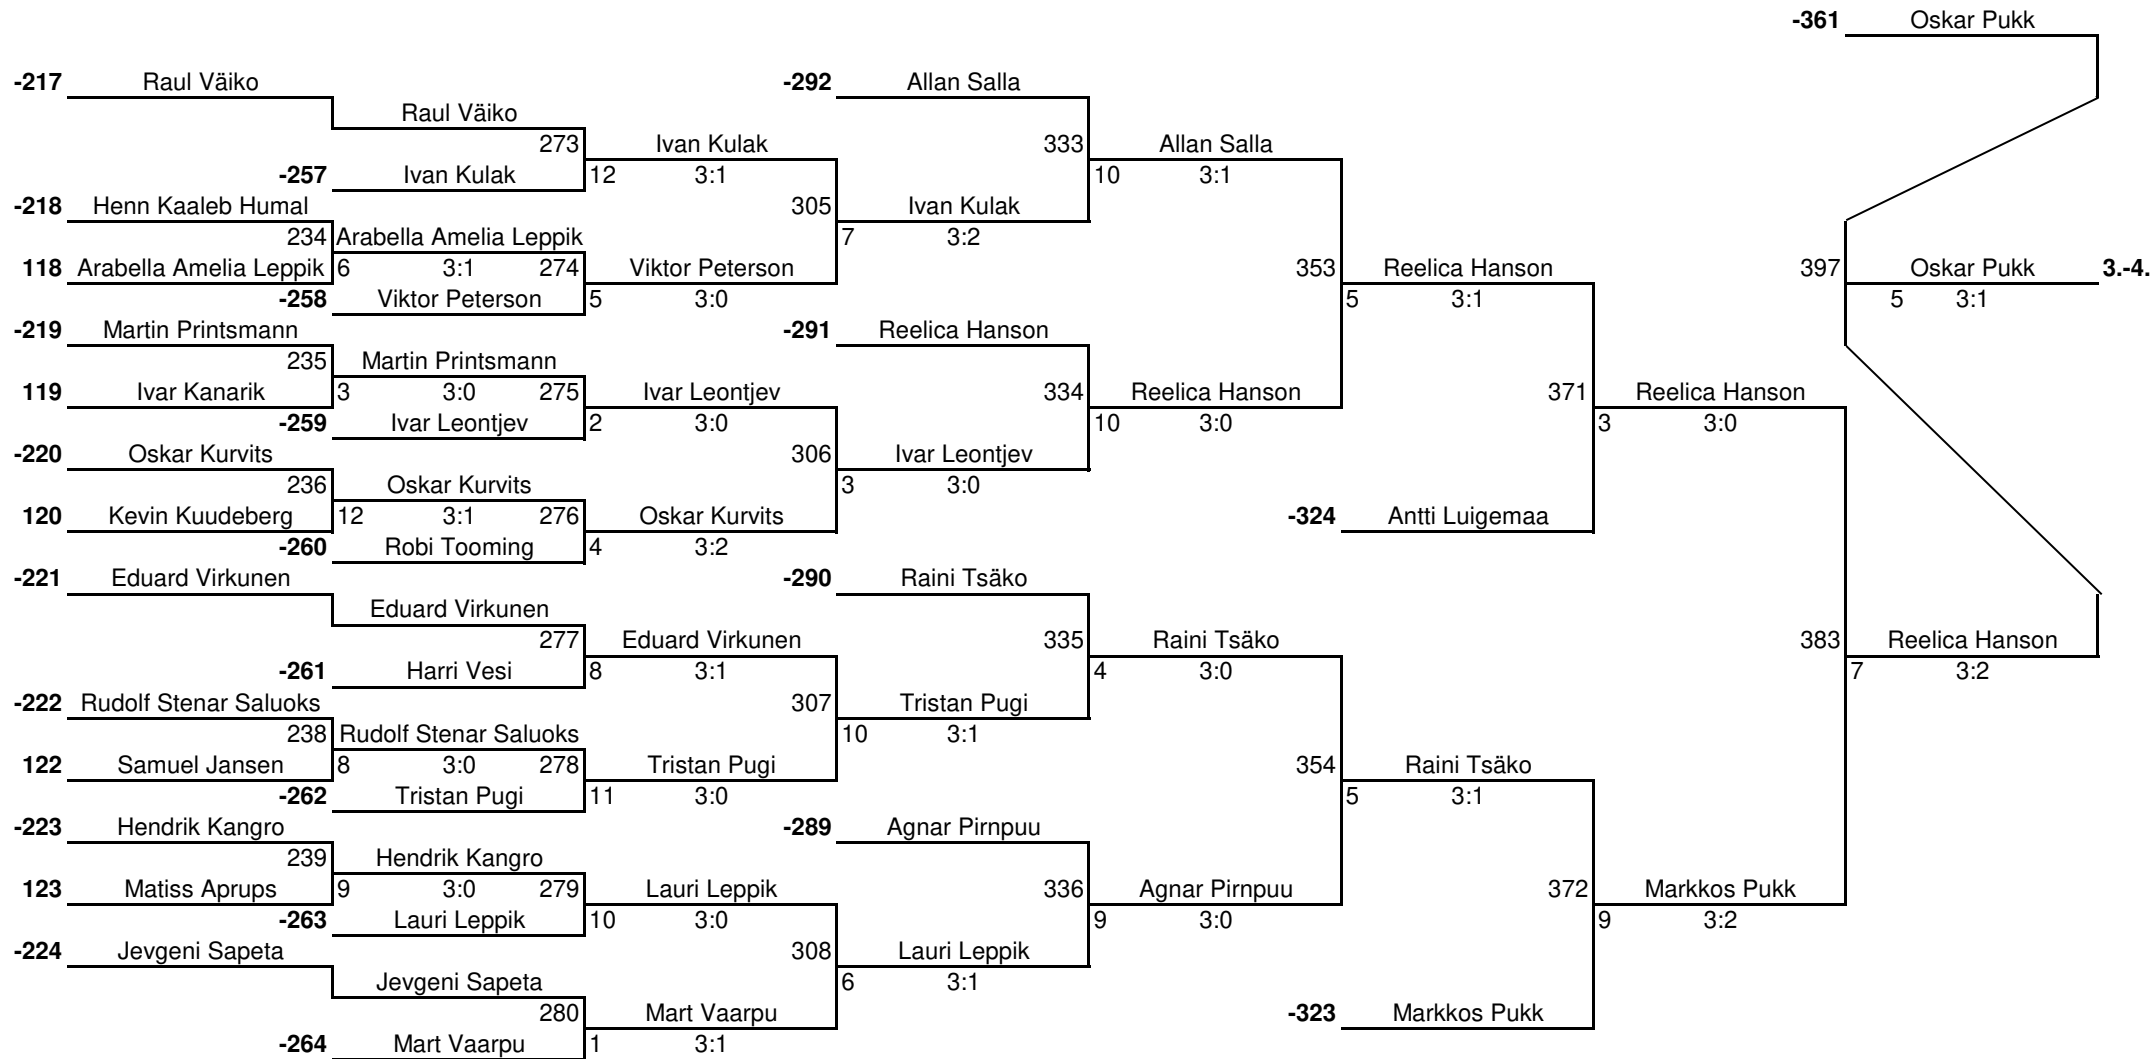 -361 Oskar Pukk
-217 Raul Väiko -292 Allan Salla
Raul Väiko
273 Ivan Kulak 333 Allan Salla
-257 Ivan Kulak 12 3:1 10 3:1
-218 Henn Kaaleb Humal 305 Ivan Kulak
234 Arabella Amelia Leppik 7 3:2
118 Arabella Amelia Leppik 6 3:1 274 Viktor Peterson 353 Reelica Hanson 397 Oskar Pukk 3.-4.
-258 Viktor Peterson 5 3:0 5 3:1 5 3:1
-219 Martin Printsmann -291 Reelica Hanson
235 Martin Printsmann
119 Ivar Kanarik 3 3:0 275 Ivar Leontjev 334 Reelica Hanson 371 Reelica Hanson
-259 Ivar Leontjev 2 3:0 10 3:0 3 3:0
-220 Oskar Kurvits 306 Ivar Leontjev
236 Oskar Kurvits 3 3:0
120 Kevin Kuudeberg 12 3:1 276 Oskar Kurvits -324 Antti Luigemaa
-260 Robi Tooming 4 3:2
-221 Eduard Virkunen -290 Raini Tsäko
Eduard Virkunen
277 Eduard Virkunen 335 Raini Tsäko 383 Reelica Hanson
-261 Harri Vesi 8 3:1 4 3:0 7 3:2
-222 Rudolf Stenar Saluoks 307 Tristan Pugi
238 Rudolf Stenar Saluoks 10 3:1
122 Samuel Jansen 8 3:0 278 Tristan Pugi 354 Raini Tsäko
-262 Tristan Pugi 11 3:0 5 3:1
-223 Hendrik Kangro -289 Agnar Pirnpuu
239 Hendrik Kangro
123 Matiss Aprups 9 3:0 279 Lauri Leppik 336 Agnar Pirnpuu 372 Markkos Pukk
-263 Lauri Leppik 10 3:0 9 3:0 9 3:2
-224 Jevgeni Sapeta 308 Lauri Leppik
Jevgeni Sapeta 6 3:1
280 Mart Vaarpu -323 Markkos Pukk
-264 Mart Vaarpu 1 3:1